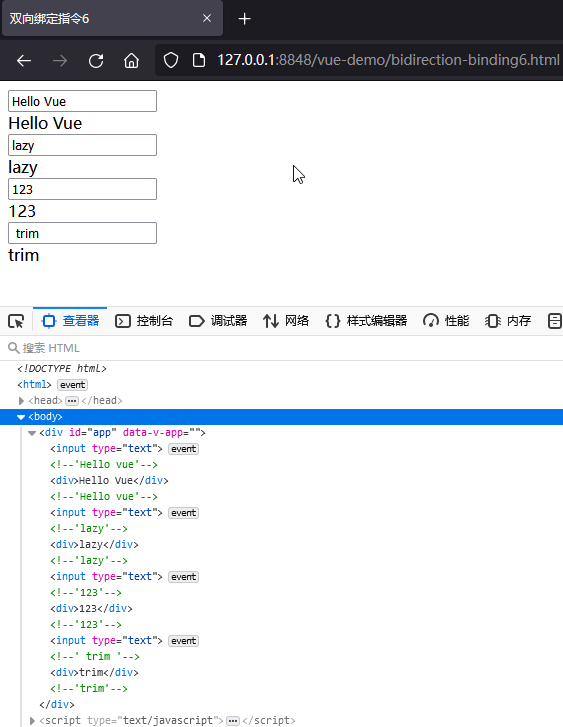 双向绑定指令6
127.0.0.1:8848/vue-demo/bidirection-binding6.html
Hello Vue
Hello Vue
lazy
lazy
123
123
trim
trim
查看器 控制台 调试器 网络 样式编辑器 性能 内存
搜索 HTML
<!DOCTYPE html>
<html> event
<head>⋯</head>
<body>
<div id="app" data-v-app="">
<input type="text"> event
<!--'Hello vue'-->
<div>Hello Vue</div>
<!--'Hello vue'-->
<input type="text"> event
<!--'lazy'-->
<div>lazy</div>
<!--'lazy'-->
<input type="text"> event
<!--'123'-->
<div>123</div>
<!--'123'-->
<input type="text"> event
<!--' trim '-->
<div>trim</div>
<!--'trim'-->
</div>
<script type="text/javascript">⋯</script>